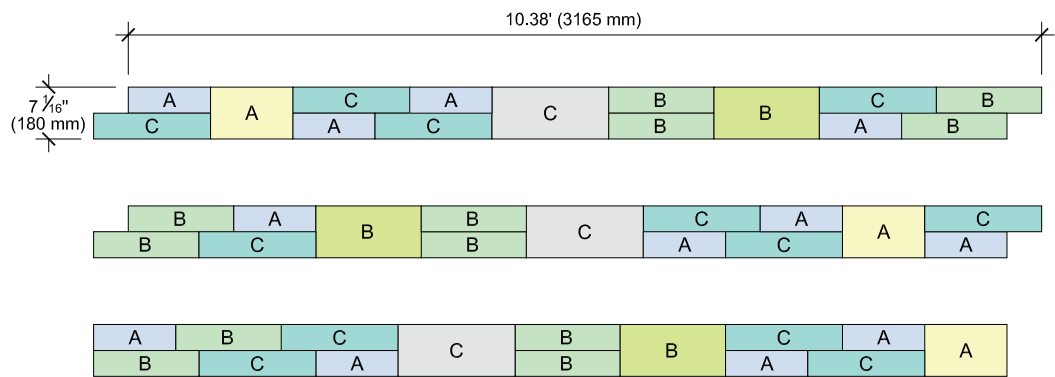 10.38' (3165 mm)
7 1⁄16"
(180 mm)
A A C A C B B C B
C A C B A B
B A B B C C A A C
B C B A C A
A B C C B B C A A
B C A B A C